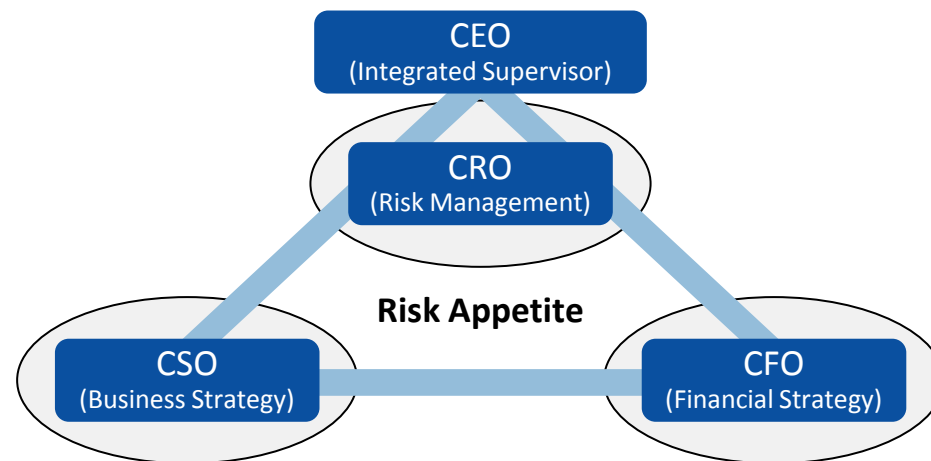 CEO
(Integrated Supervisor)
CRO
(Risk Management)
Risk Appetite
CSO
(Business Strategy)
CFO
(Financial Strategy)